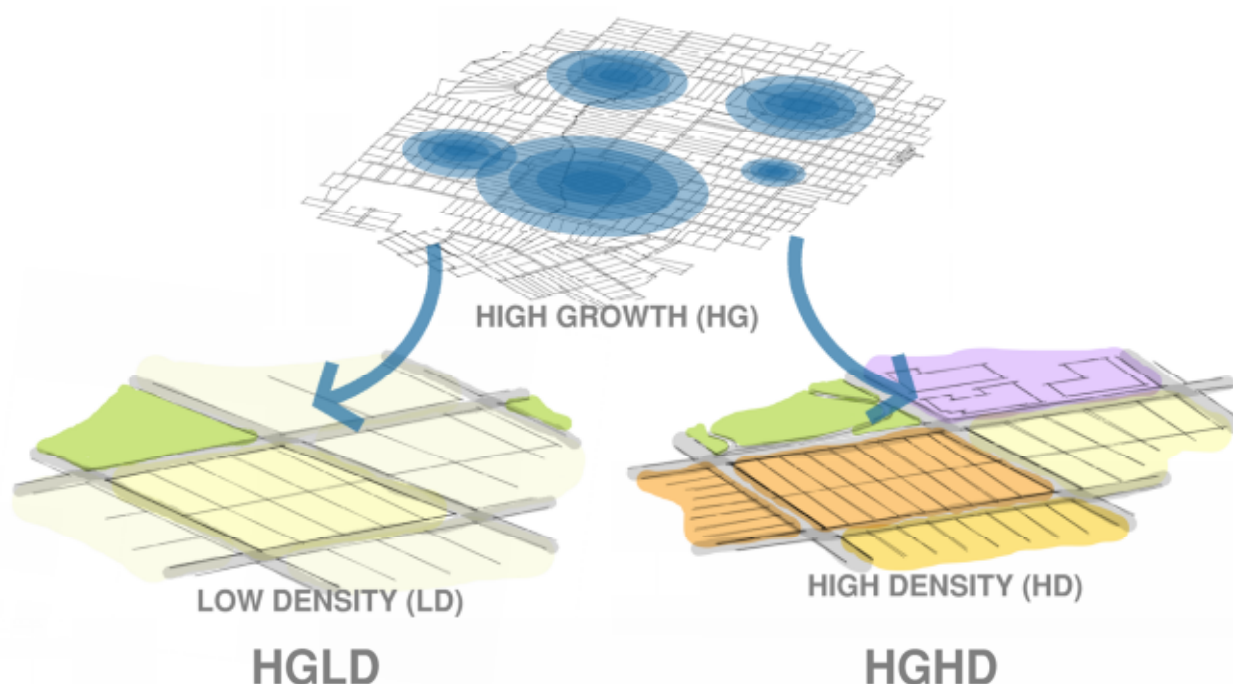 HIGH GROWTH (HG)
LOW DENSITY (LD)
HIGH DENSITY (HD)
HGLD
HGHD